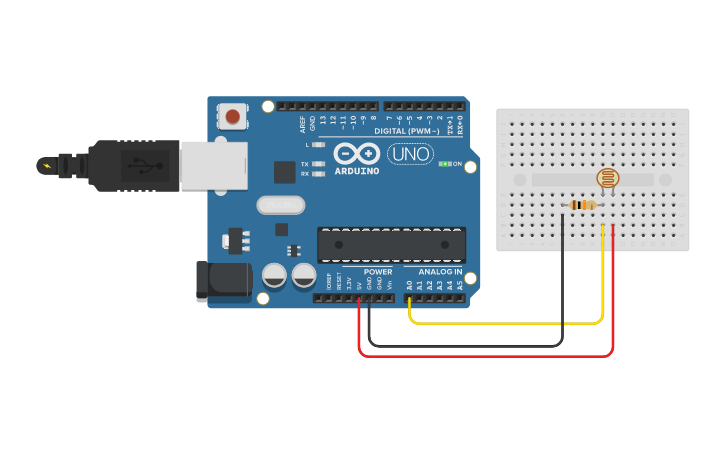 AREF
GND
13
12
~11
~10
~9
8
7
~6
~5
4
~3
2
TX→1
RX←0
DIGITAL (PWM~)
L
TX
RX
UNO
ON
ARDUINO
POWER
ANALOG IN
IOREF
RESET
3.3V
5V
GND
GND
Vin
A0
A1
A2
A3
A4
A5